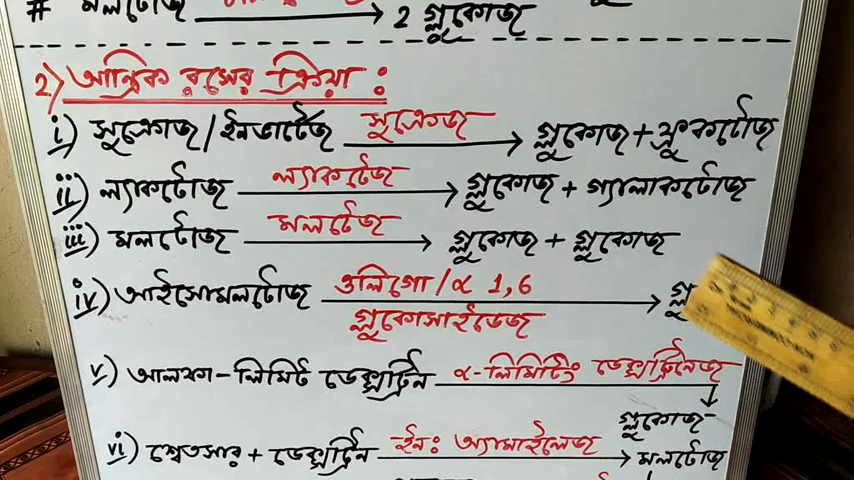 # মলটোজ → 2 গ্লুকোজ
2) আন্ত্রিক রসের ক্রিয়া :
i) সুক্রোজ / ইনভার্টেজ সুক্রেজ → গ্লুকোজ + ফ্রুকটোজ
ii) ল্যাকটোজ ল্যাকটেজ → গ্লুকোজ + গ্যালাকটোজ
iii) মলটোজ মলটেজ → গ্লুকোজ + গ্লুকোজ
iv) আইসোমলটোজ ওলিগো / α 1,6 →
গ্লুকোসাইডেজ
v) আলফা - লিমিট ডেক্সট্রিন α - লিমিটিং ডেক্সট্রিনেজ
গ্লুকোজ
vi) শ্বেতসার + ডেক্সট্রিন ইনঃ অ্যামাইলেজ → মলটোজ